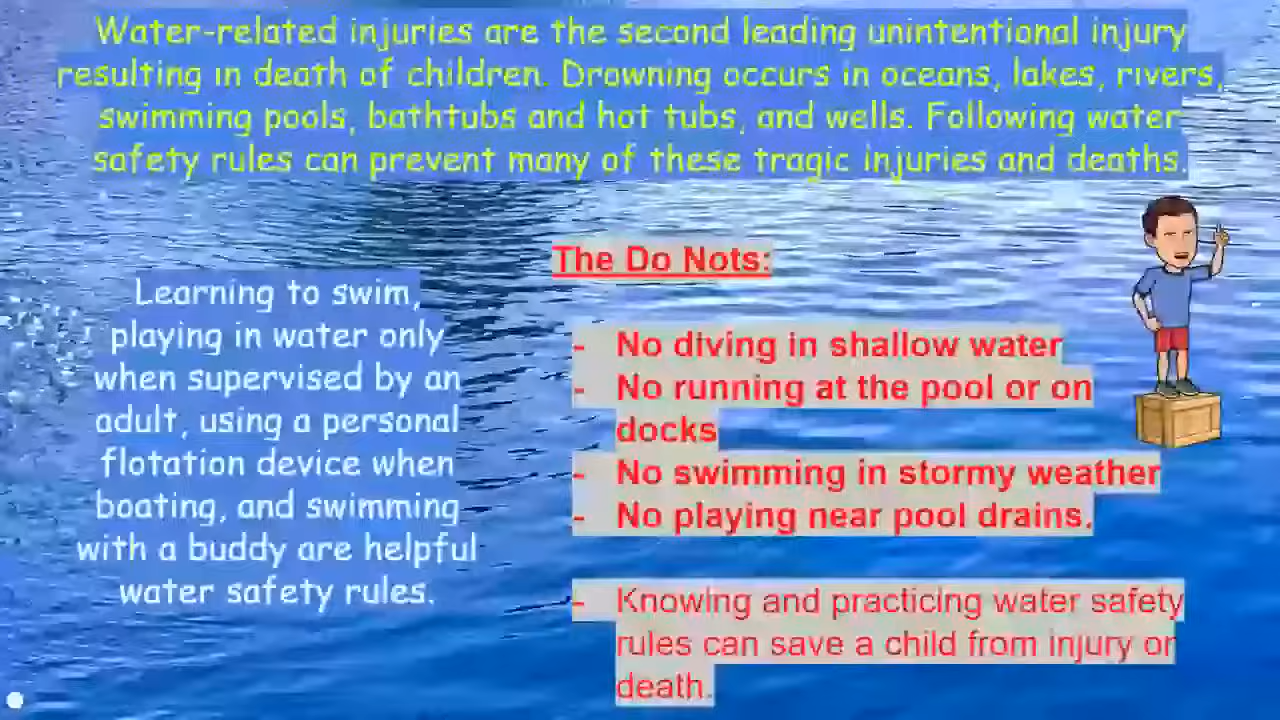 Water-related injuries are the second leading unintentional injury
resulting in death of children. Drowning occurs in oceans, lakes, rivers,
swimming pools, bathtubs and hot tubs, and wells. Following water
safety rules can prevent many of these tragic injuries and deaths.
Learning to swim,
playing in water only
when supervised by an
adult, using a personal
flotation device when
boating, and swimming
with a buddy are helpful
water safety rules.
The Do Nots:
- No diving in shallow water
- No running at the pool or on
docks
- No swimming in stormy weather
- No playing near pool drains.
- Knowing and practicing water safety
rules can save a child from injury or
death.